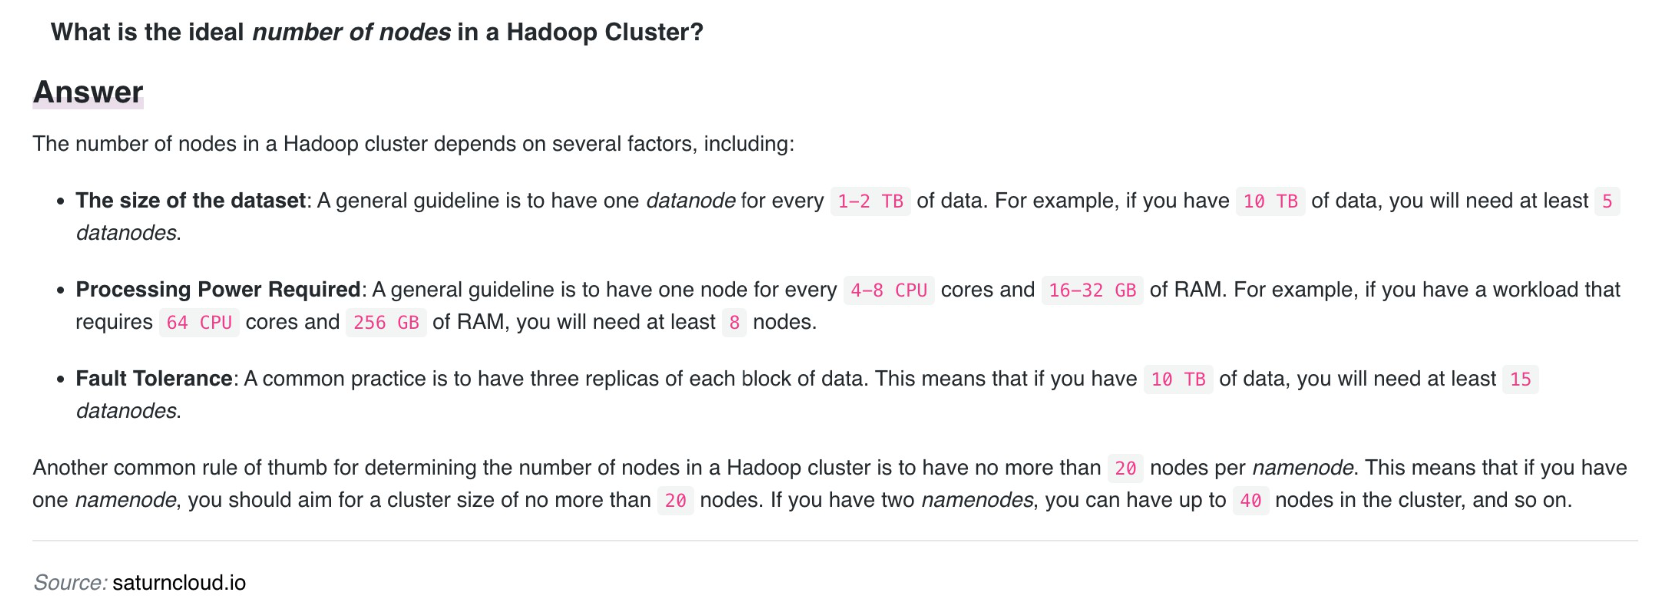 What is the ideal number of nodes in a Hadoop Cluster?
Answer
The number of nodes in a Hadoop cluster depends on several factors, including:
• The size of the dataset: A general guideline is to have one datanode for every 1–2 TB of data. For example, if you have 10 TB of data, you will need at least 5
datanodes.
• Processing Power Required: A general guideline is to have one node for every 4–8 CPU cores and 16–32 GB of RAM. For example, if you have a workload that
requires 64 CPU cores and 256 GB of RAM, you will need at least 8 nodes.
• Fault Tolerance: A common practice is to have three replicas of each block of data. This means that if you have 10 TB of data, you will need at least 15
datanodes.
Another common rule of thumb for determining the number of nodes in a Hadoop cluster is to have no more than 20 nodes per namenode. This means that if you have
one namenode, you should aim for a cluster size of no more than 20 nodes. If you have two namenodes, you can have up to 40 nodes in the cluster, and so on.
Source: saturncloud.io